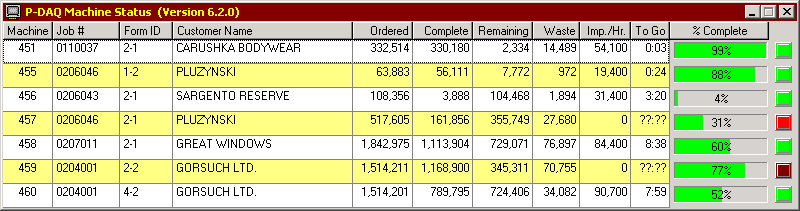 P-DAQ Machine Status (Version 6.2.0)
Machine Job # Form ID Customer Name Ordered Complete Remaining Waste Imp./Hr. To Go % Complete
451 0110037 2-1 CARUSHKA BODYWEAR 332,514 330,180 2,334 14,489 54,100 0:03 99%
455 0206046 1-2 PLUZYNSKI 63,883 56,111 7,772 972 19,400 0:24 88%
456 0206043 2-1 SARGENTO RESERVE 108,356 3,888 104,468 1,894 31,400 3:20 4%
457 0206046 2-1 PLUZYNSKI 517,605 161,856 355,749 27,680 0 ??:?? 31%
458 0207011 2-1 GREAT WINDOWS 1,842,975 1,113,904 729,071 76,897 84,400 8:38 60%
459 0204001 2-2 GORSUCH LTD. 1,514,211 1,168,900 345,311 70,755 0 ??:?? 77%
460 0204001 4-2 GORSUCH LTD. 1,514,201 789,795 724,406 34,082 90,700 7:59 52%